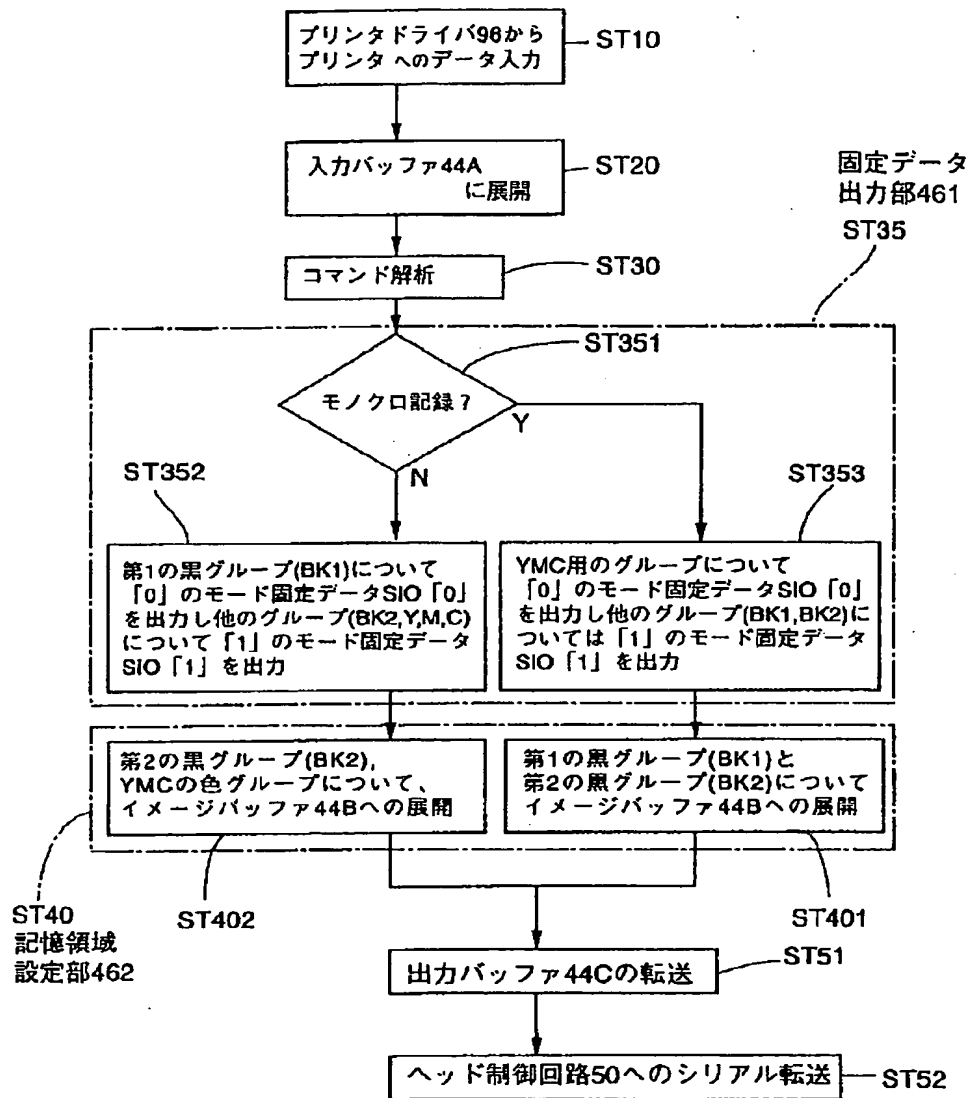 プリンタドライバ96から
プリンタへのデータ入力
ST10
入力バッファ44A
に展開
ST20
固定データ
出力部461
ST35
コマンド解析
ST30
ST351
モノクロ記録?
Y
N
ST352
ST353
第1の黒グループ(BK1)について
「0」のモード固定データSIO「0」
を出力し他のグループ(BK2,Y,M,C)
について「1」のモード固定データ
SIO「1」を出力
YMC用のグループについて
「0」のモード固定データSIO「0」
を出力し他のグループ(BK1,BK2)に
ついては「1」のモード固定データ
SIO「1」を出力
第2の黒グループ(BK2),
YMCの色グループについて、
イメージバッファ44Bへの展開
第1の黒グループ(BK1)と
第2の黒グループ(BK2)について
イメージバッファ44Bへの展開
ST40
記憶領域
設定部462
ST402
ST401
出力バッファ44Cの転送
ST51
ヘッド制御回路50へのシリアル転送
ST52